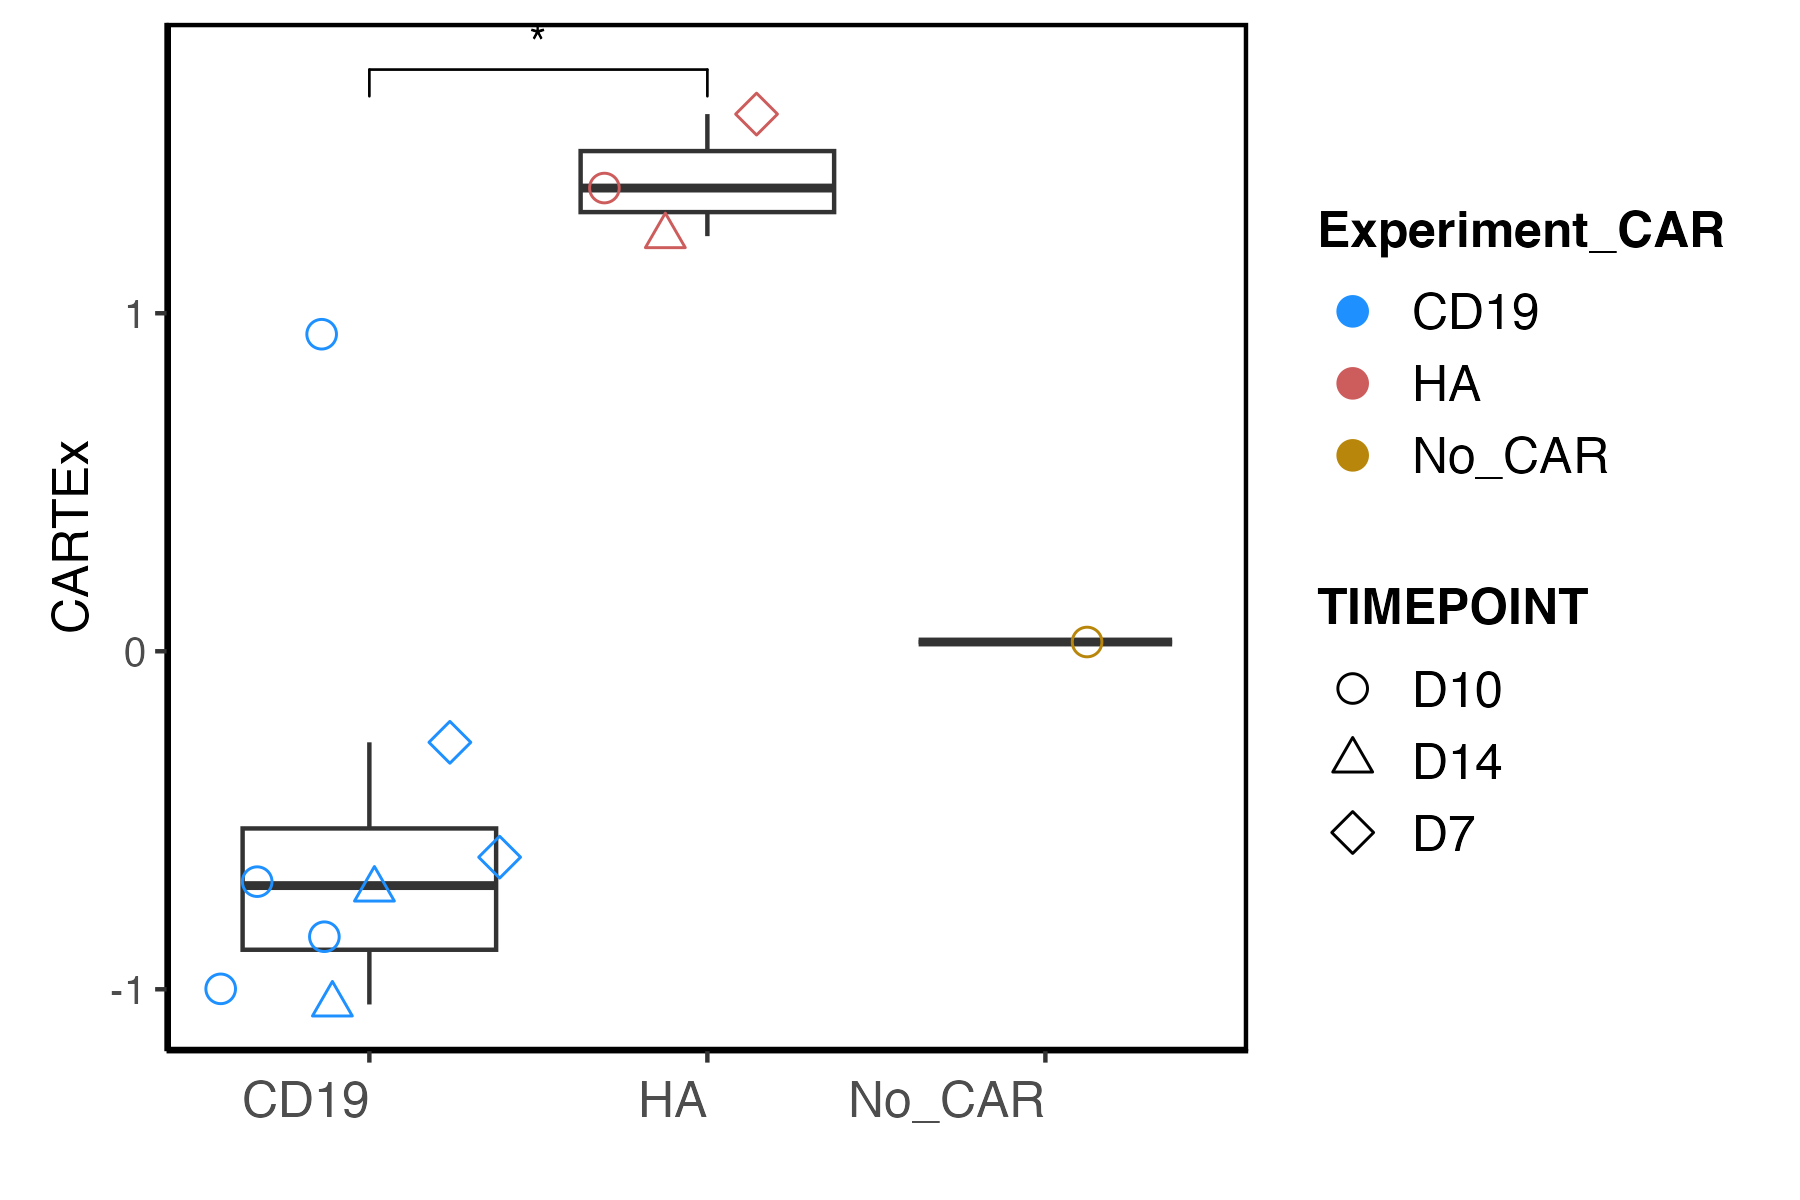 *
CARTEx
1
0
-1
CD19
HA
No_CAR
Experiment_CAR
CD19
HA
No_CAR
TIMEPOINT
D10
D14
D7